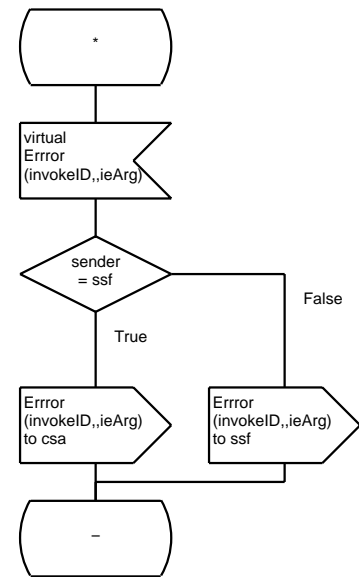 *
virtual
Errror
(invokeID,,ieArg)
sender
= ssf
False
True
Errror
(invokeID,,ieArg)
to csa
Errror
(invokeID,,ieArg)
to ssf
–